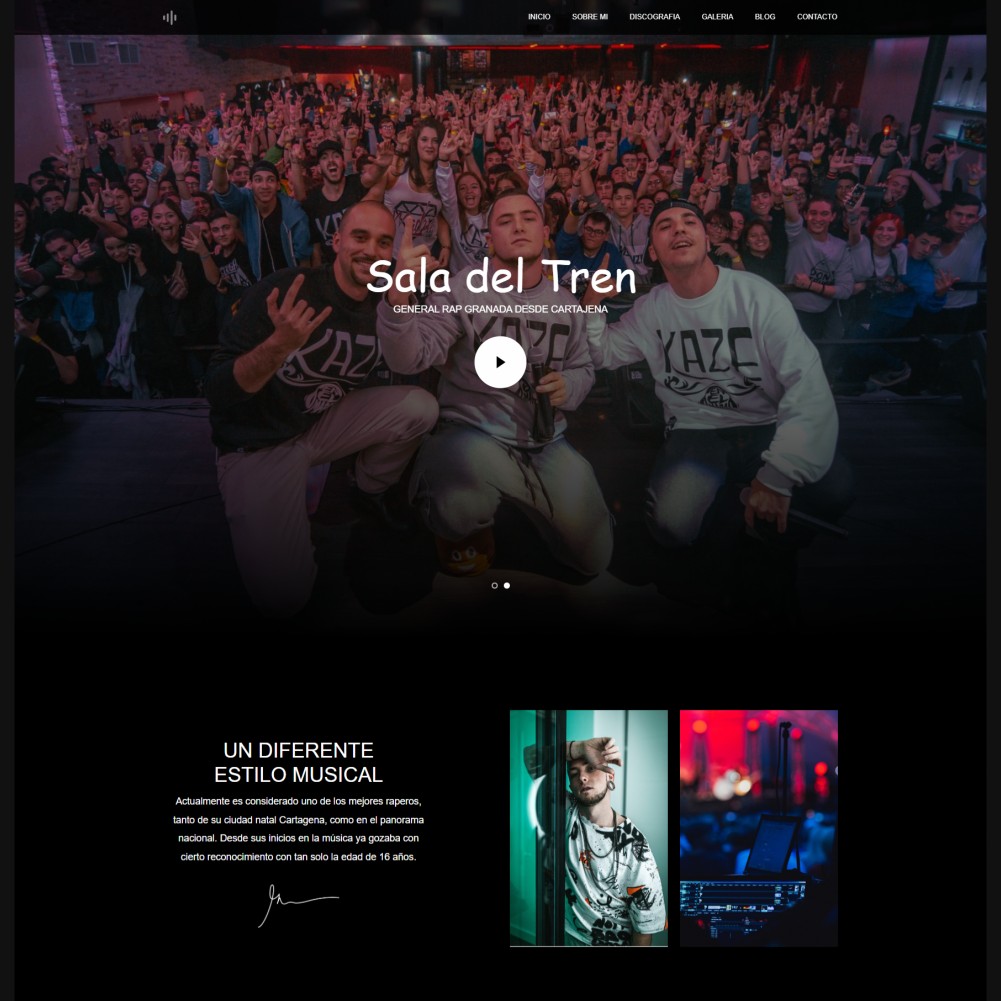 INICIO
SOBRE MI
DISCOGRAFIA
GALERIA
BLOG
CONTACTO
Sala del Tren
GENERAL RAP GRANADA DESDE CARTAJENA
KAZE
KAZE
KAZE
UN DIFERENTE
ESTILO MUSICAL
Actualmente es considerado uno de los mejores raperos,
tanto de su ciudad natal Cartagena, como en el panorama
nacional. Desde sus inicios en la música ya gozaba con
cierto reconocimiento con tan solo la edad de 16 años.